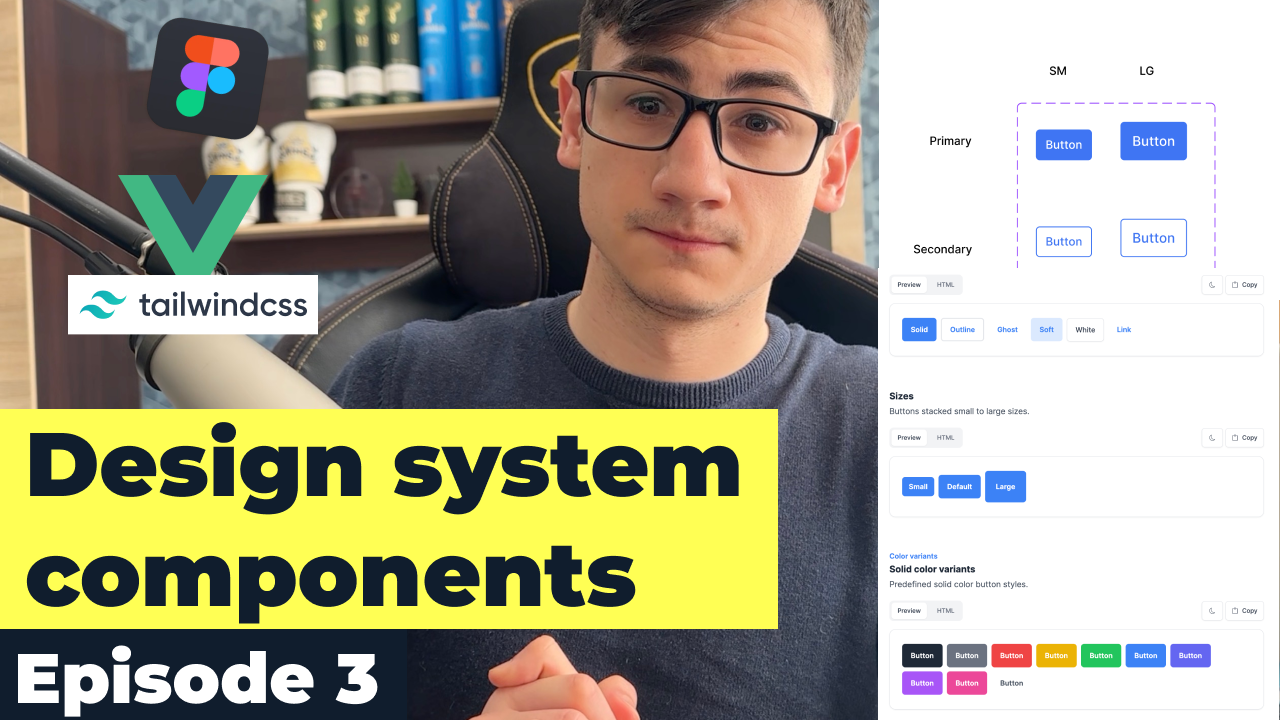 tailwindcss
Design system
components
Episode 3
SM LG
Primary Button Button
Secondary Button Button
Preview HTML Copy
Solid Outline Ghost Soft White Link
Sizes
Buttons stacked small to large sizes.
Preview HTML Copy
Small Default Large
Color variants
Solid color variants
Predefined solid color button styles.
Preview HTML Copy
Button Button Button Button Button Button Button
Button Button Button